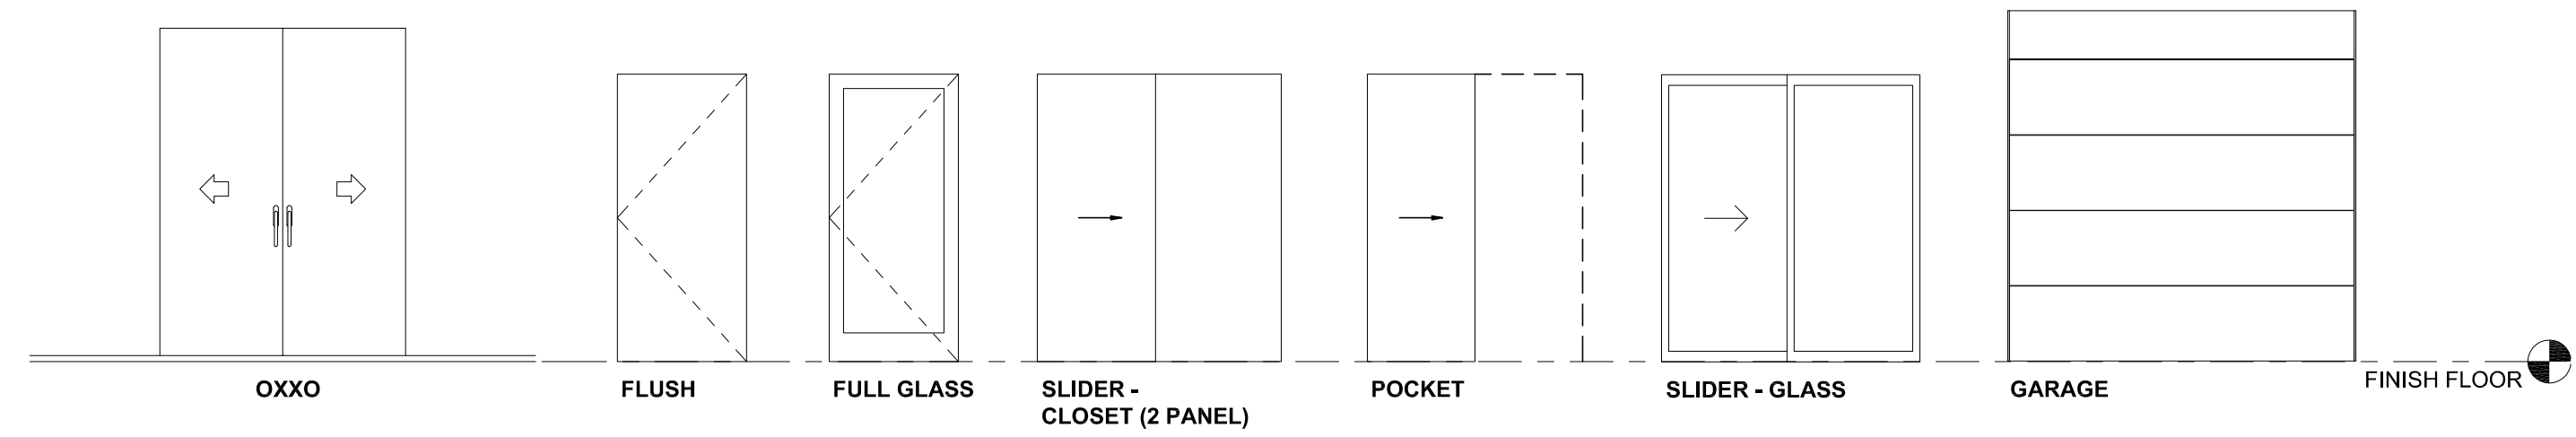 OXXO
FLUSH
FULL GLASS
SLIDER -
CLOSET (2 PANEL)
POCKET
SLIDER - GLASS
GARAGE
FINISH FLOOR